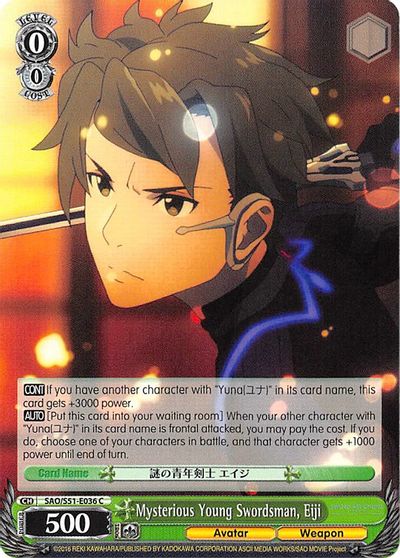 LEVEL
0
0
COST
CONT If you have another character with "Yuna(ユナ)" in its card name, this
card gets +3000 power.
AUTO [Put this card into your waiting room] When your other character
with "Yuna(ユナ)" in its card name is frontal attacked, you may pay the cost. If
you do, choose one of your characters in battle, and that character gets +1000
power until end of turn.
Card Name 謎の青年剣士 エイジ
CH SAO/S51-E036 C
Mysterious Young Swordsman, Eiji
POWER 500
Avatar Weapon
©2016 REKI KAWAHARA/PUBLISHED BY KADOKAWA CORPORATION ASCII MEDIA WORKS/SAO MOVIE Project